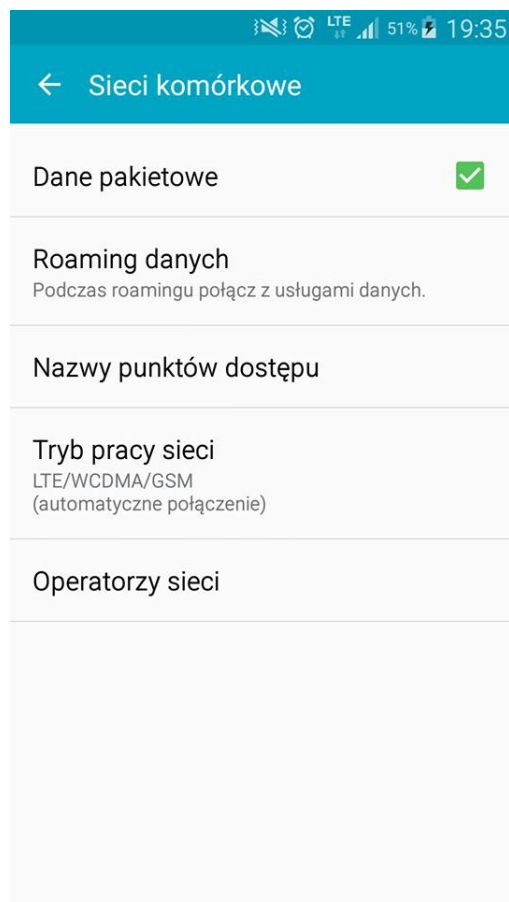 LTE 51% 19:35
Sieci komórkowe
Dane pakietowe
Roaming danych
Podczas roamingu połącz z usługami danych.
Nazwy punktów dostępu
Tryb pracy sieci
LTE/WCDMA/GSM
(automatyczne połączenie)
Operatorzy sieci